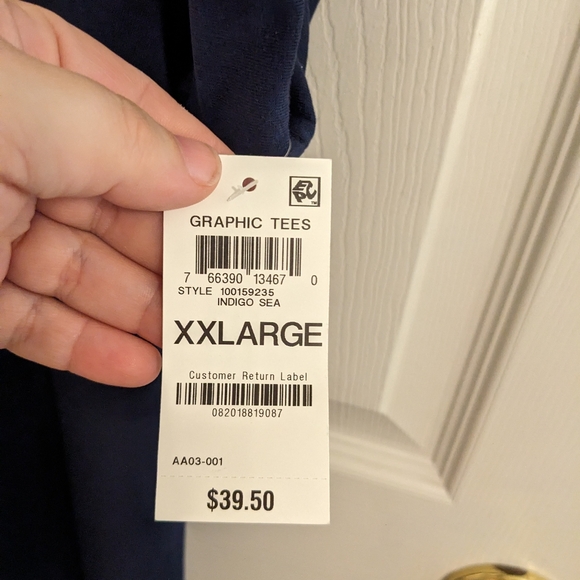 GRAPHIC TEES
7 66390 13467 0
STYLE 100159235
INDIGO SEA
XXLARGE
Customer Return Label
082018819087
AA03-001
$39.50